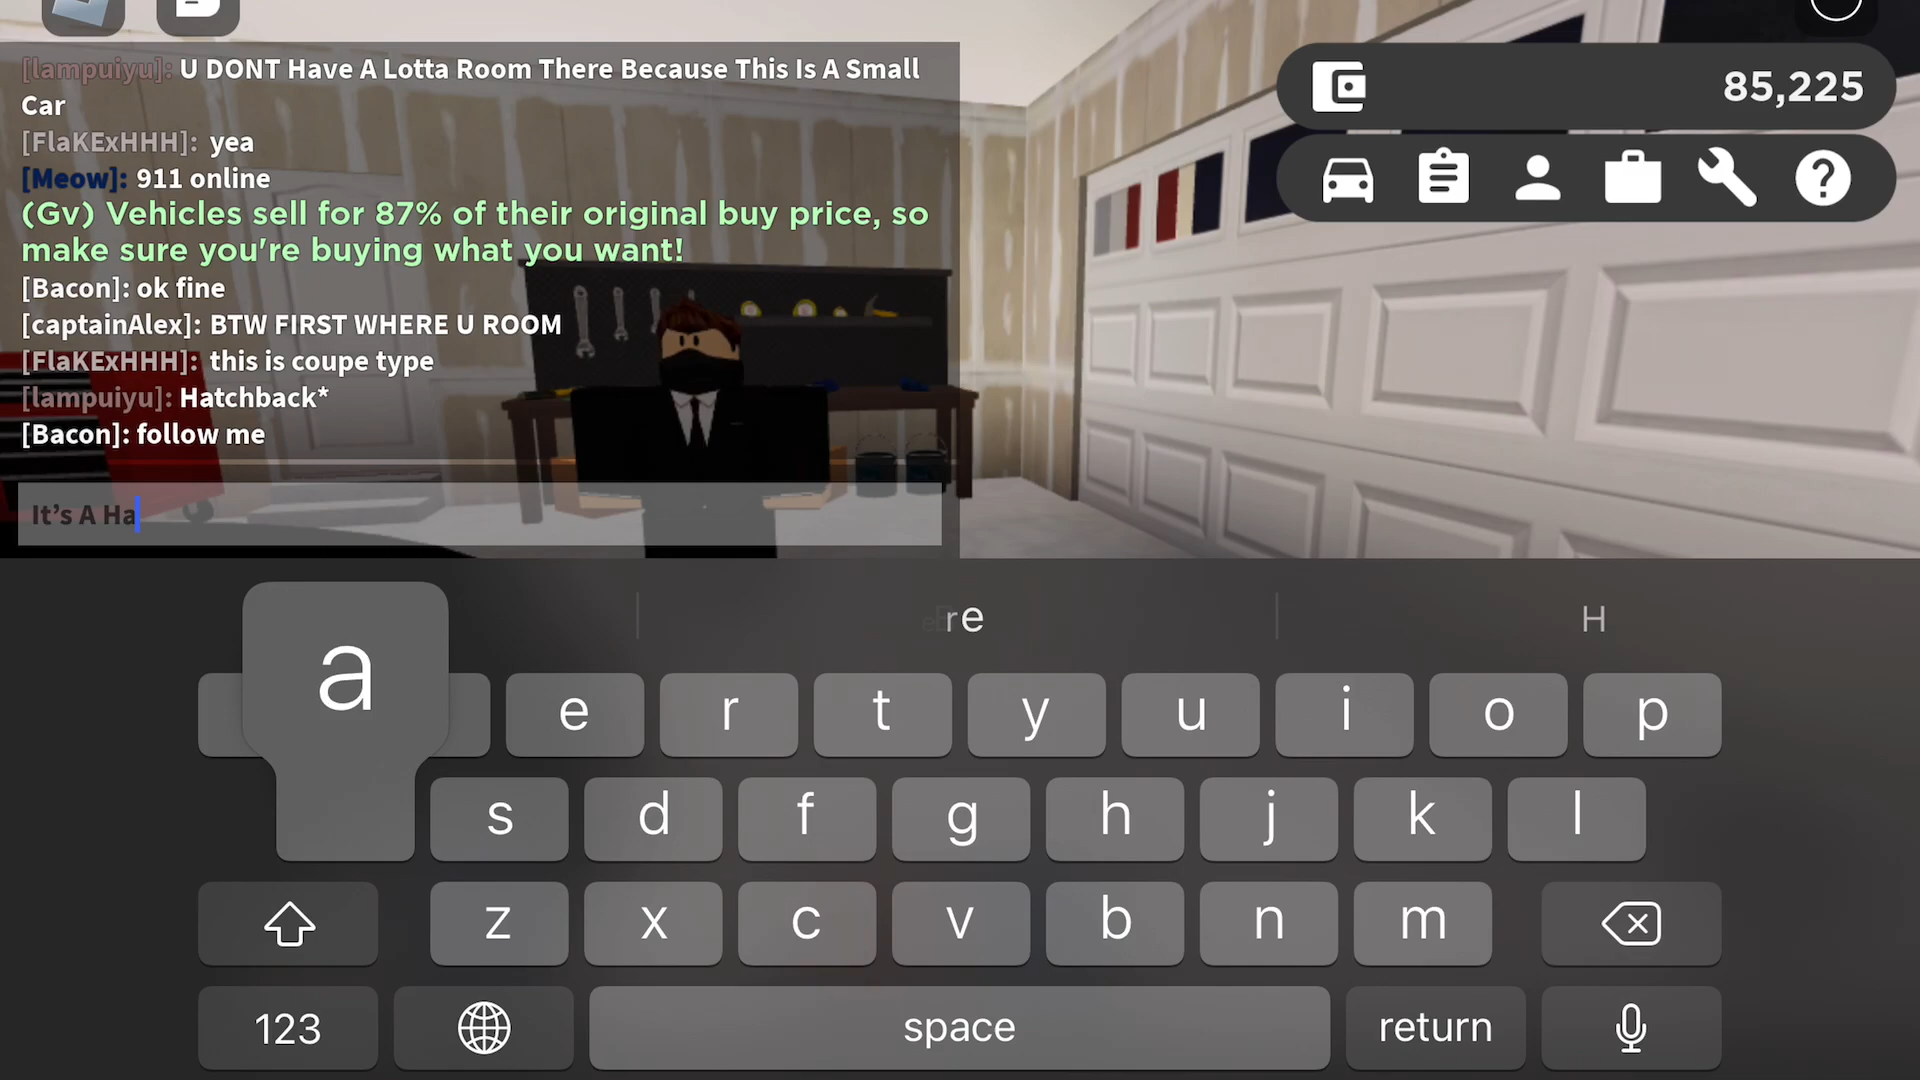 [lampuiyu]: U DONT Have A Lotta Room There Because This Is A Small
Car
[FlaKExHHH]: yea
[Meow]: 911 online
(Gv) Vehicles sell for 87% of their original buy price, so
make sure you're buying what you want!
[Bacon]: ok fine
[captainAlex]: BTW FIRST WHERE U ROOM
[FlaKExHHH]: this is coupe type
[lampuiyu]: Hatchback*
[Bacon]: follow me
It’s A Ha
85,225
re
H
a
e r t y u i o p
s d f g h j k l
z x c v b n m
123 space return